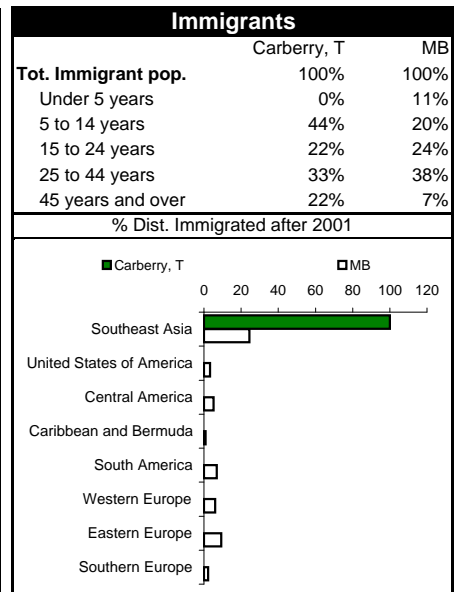 Immigrants
Carberry, T MB
Tot. Immigrant pop. 100% 100%
Under 5 years 0% 11%
5 to 14 years 44% 20%
15 to 24 years 22% 24%
25 to 44 years 33% 38%
45 years and over 22% 7%
% Dist. Immigrated after 2001
Carberry, T MB
0 20 40 60 80 100 120
Southeast Asia
United States of America
Central America
Caribbean and Bermuda
South America
Western Europe
Eastern Europe
Southern Europe